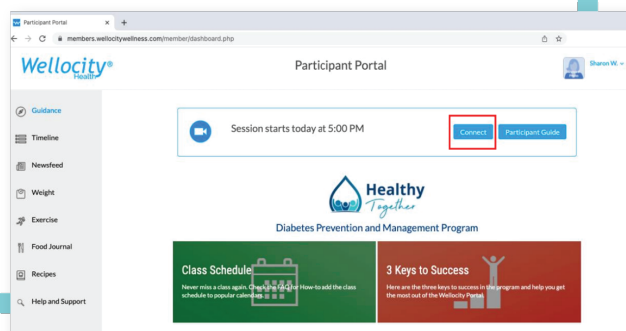 Participant Portal
members.wellocitywellness.com/member/dashboard.php
Wellocity®
Health
Participant Portal
Sharon W.
Guidance
Timeline
Newsfeed
Weight
Exercise
Food Journal
Recipes
Help and Support
Session starts today at 5:00 PM
Connect
Participant Guide
Healthy
Together
Diabetes Prevention and Management Program
Class Schedule
Never miss a class again. Check the FAQ for How-to add the class
schedule to popular calendars.
3 Keys to Success
Here are the three keys to success in the program and help you get
the most out of the Wellocity Portal.